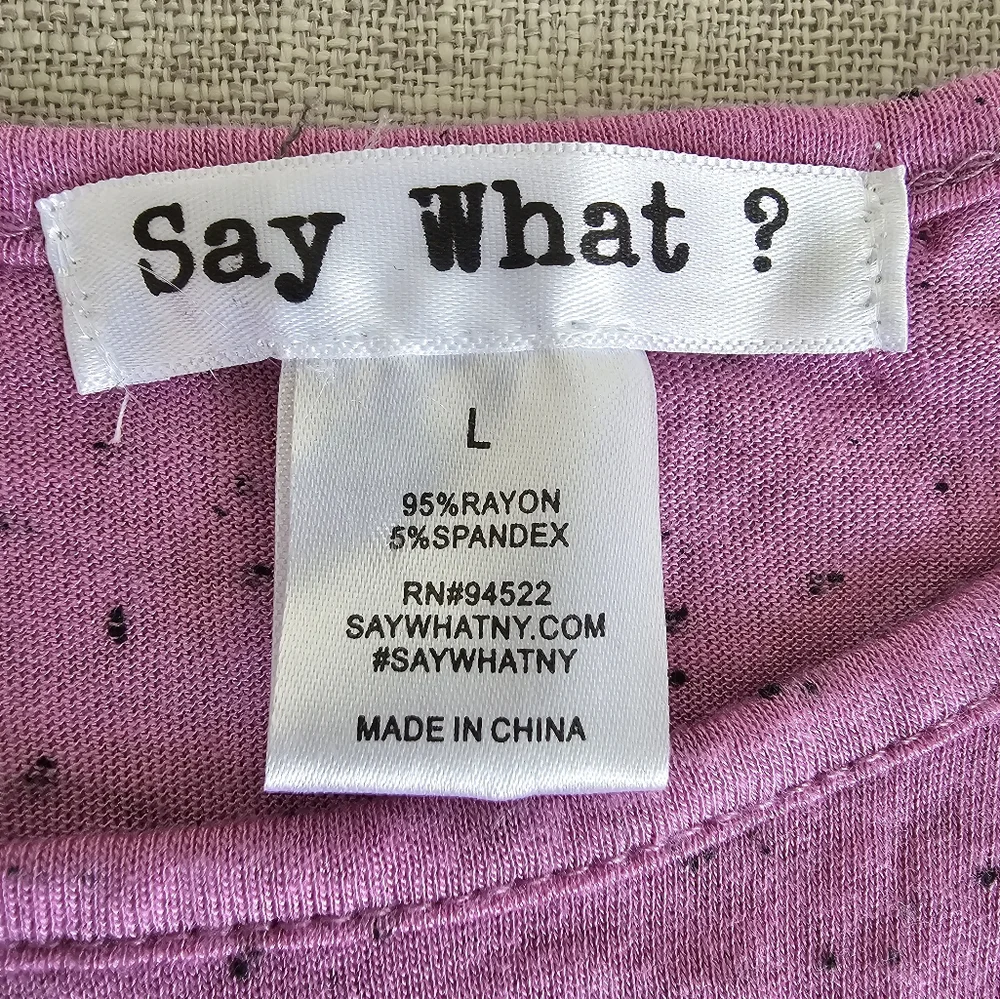 Say What ?
L
95%RAYON
5%SPANDEX
RN#94522
SAYWHATNY.COM
#SAYWHATNY
MADE IN CHINA